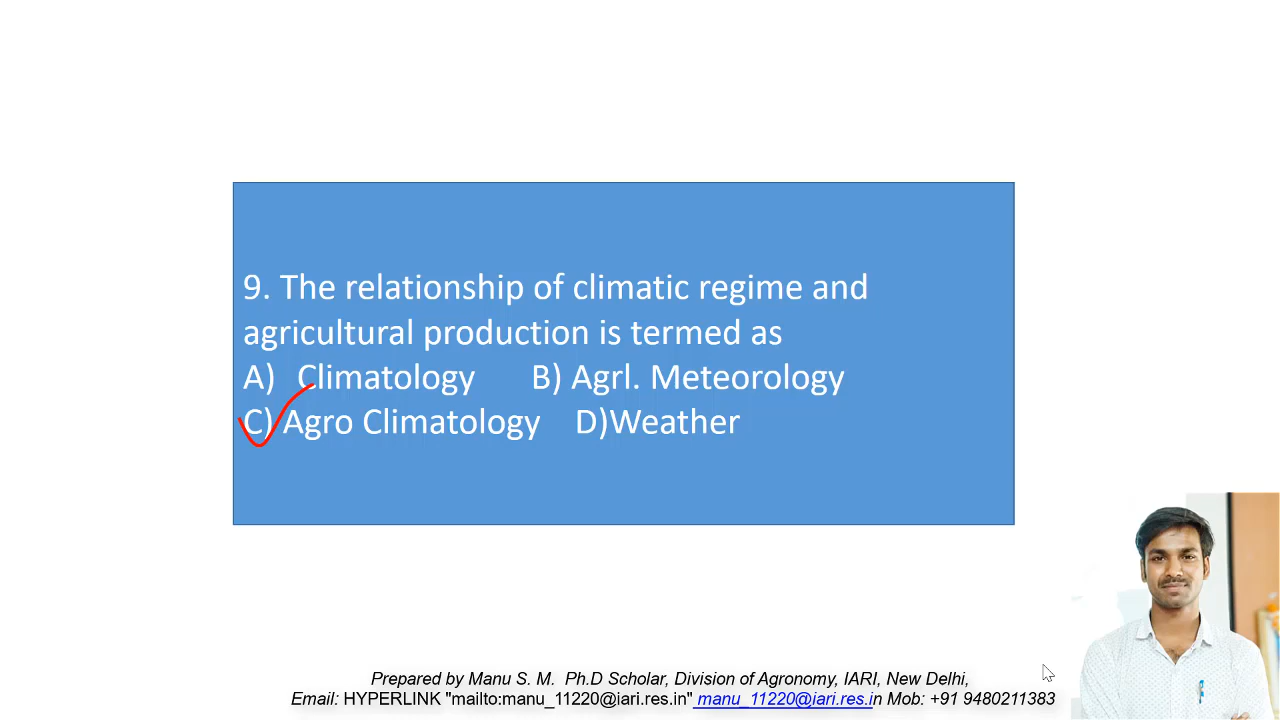 9. The relationship of climatic regime and
agricultural production is termed as
A) Climatology B) Agrl. Meteorology
C) Agro Climatology D)Weather
Prepared by Manu S. M. Ph.D Scholar, Division of Agronomy, IARI, New Delhi,
Email: HYPERLINK "mailto:manu_11220@iari.res.in" manu_11220@iari.res.in Mob: +91 9480211383